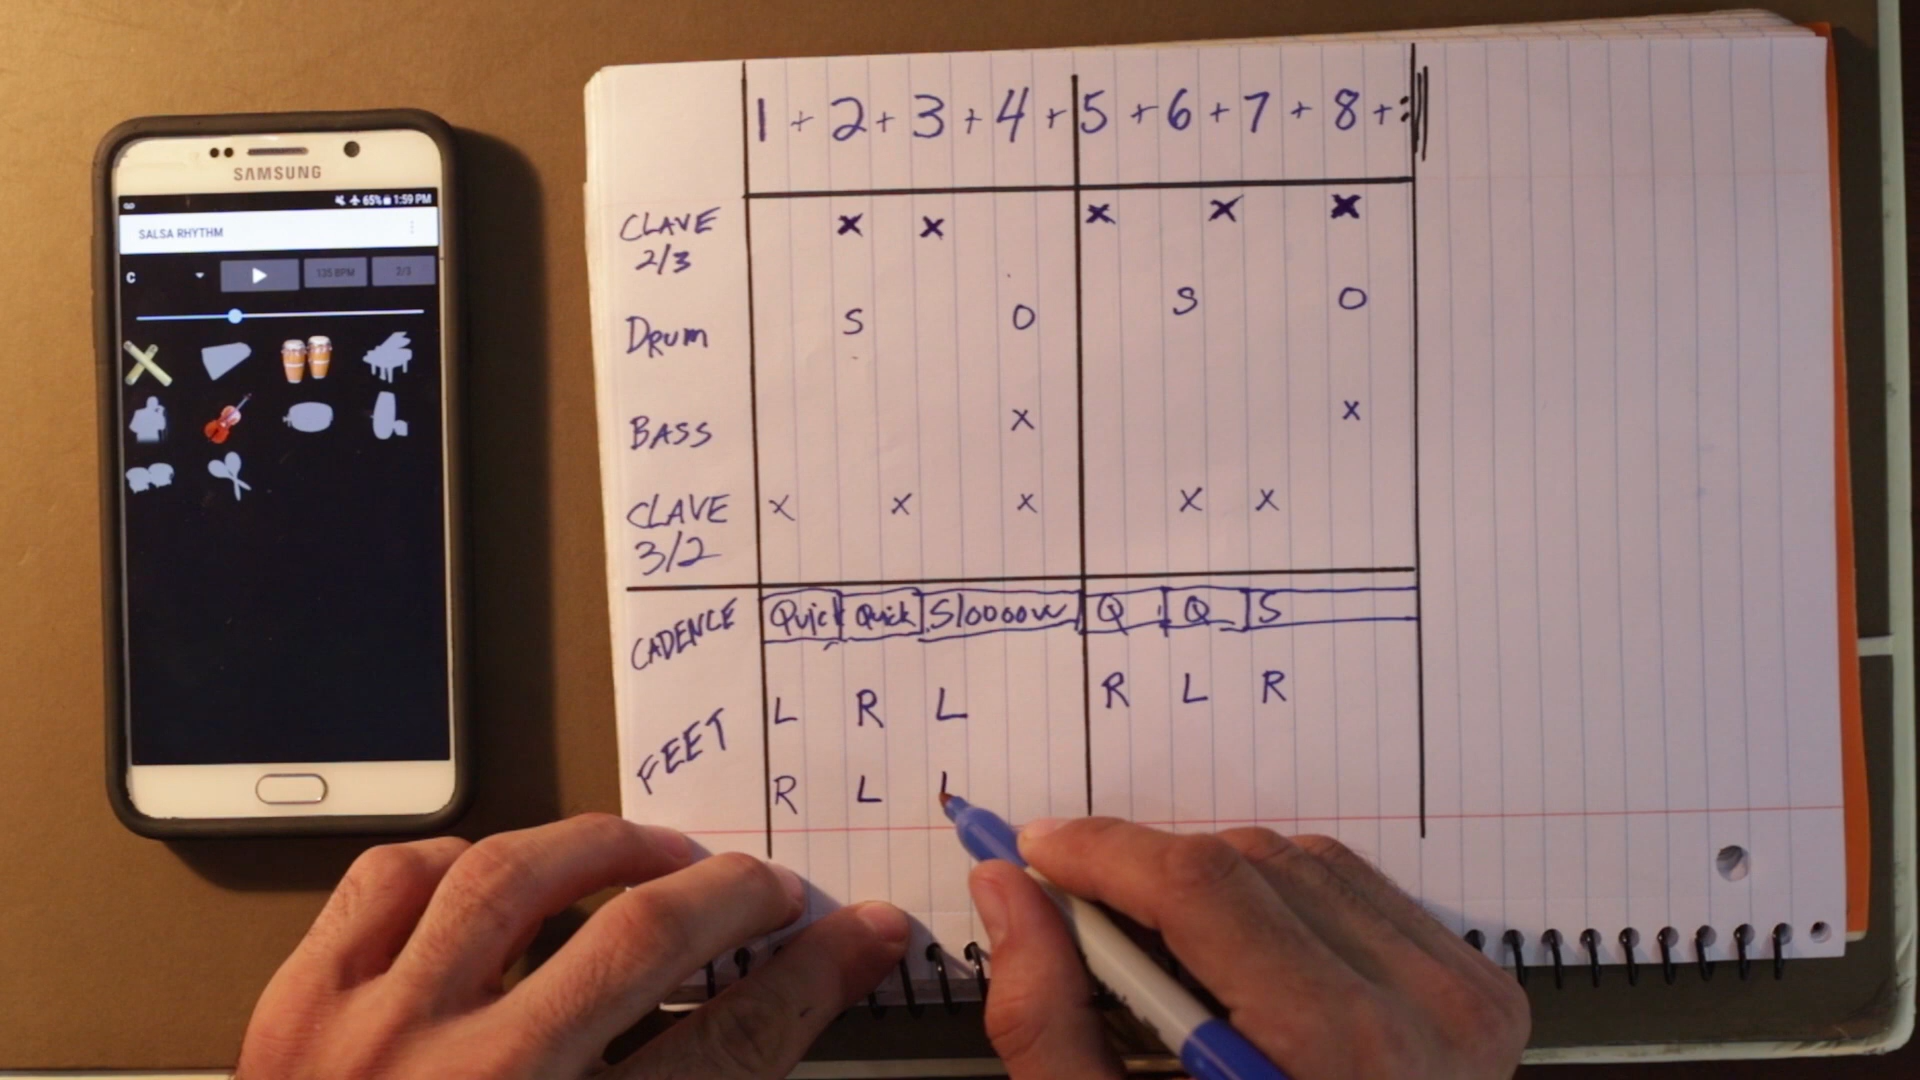 SAMSUNG
65% 1:59 PM
SALSA RHYTHM
C 135 BPM 2/3
1 + 2 + 3 + 4 + 5 + 6 + 7 + 8 + :
CLAVE x x x x x
2/3
DRUM S O S O
BASS x x
CLAVE x x x x x
3/2
CADENCE Quick Quick Sloooow Q Q S
FEET L R L R L R
R L